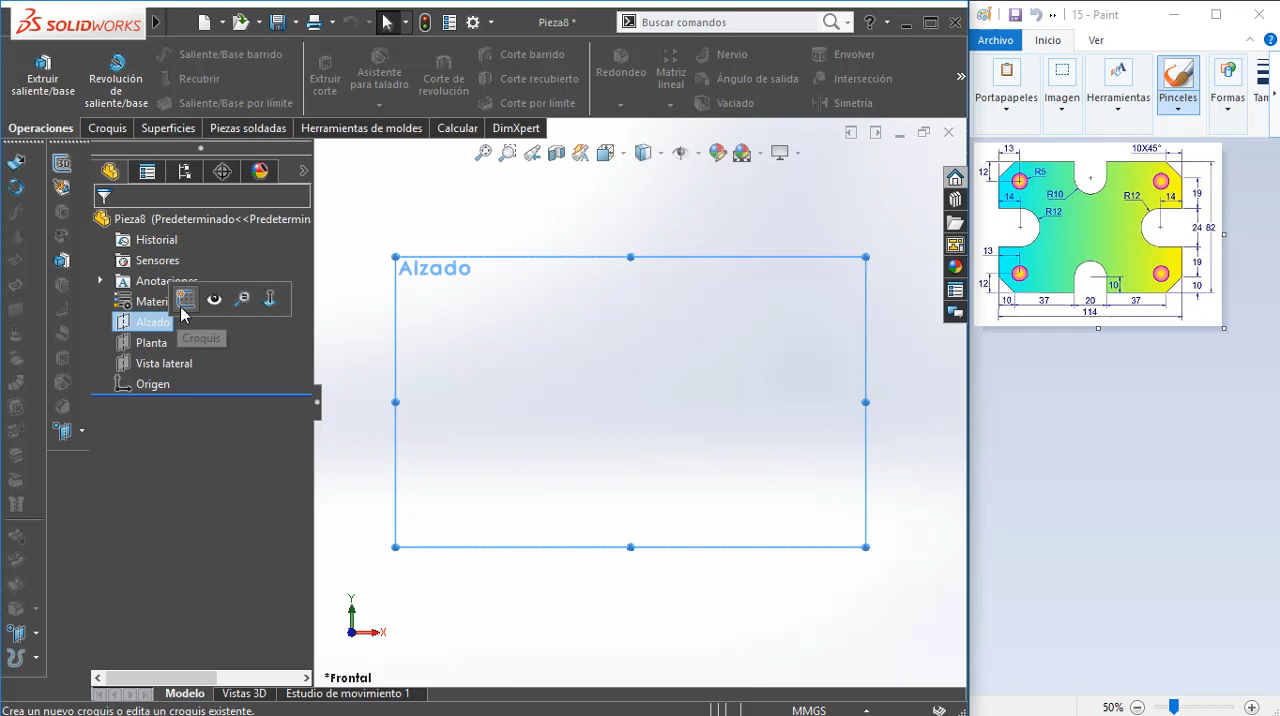 SOLIDWORKS
Pieza8
Buscar comandos
?
Extruir saliente/base
Revolución de saliente/base
Saliente/Base barrido
Recubrir
Saliente/Base por límite
Extruir corte
Asistente para taladro
Corte de revolución
Corte barrido
Corte recubierto
Corte por límite
Redondeo
Matriz lineal
Nervio
Ángulo de salida
Vaciado
Envolver
Intersección
Simetría
Operaciones
Croquis
Superficies
Piezas soldadas
Herramientas de moldes
Calcular
DimXpert
Pieza8 (Predeterminado<<Predetermin
Historial
Sensores
Anotaciones
Materi
Alzado
Croquis
Planta
Vista lateral
Origen
Alzado
Y
X
*Frontal
Modelo
Vistas 3D
Estudio de movimiento 1
Crea un nuevo croquis o edita un croquis existente.
MMGS
15 - Paint
Archivo
Inicio
Ver
Portapapeles
Imagen
Herramientas
Pinceles
Formas
Tam
13
10X45°
12
R5
14
R10
R12
R12
14
19
24
82
13
19
12
10
10
10
37
20
37
114
50%